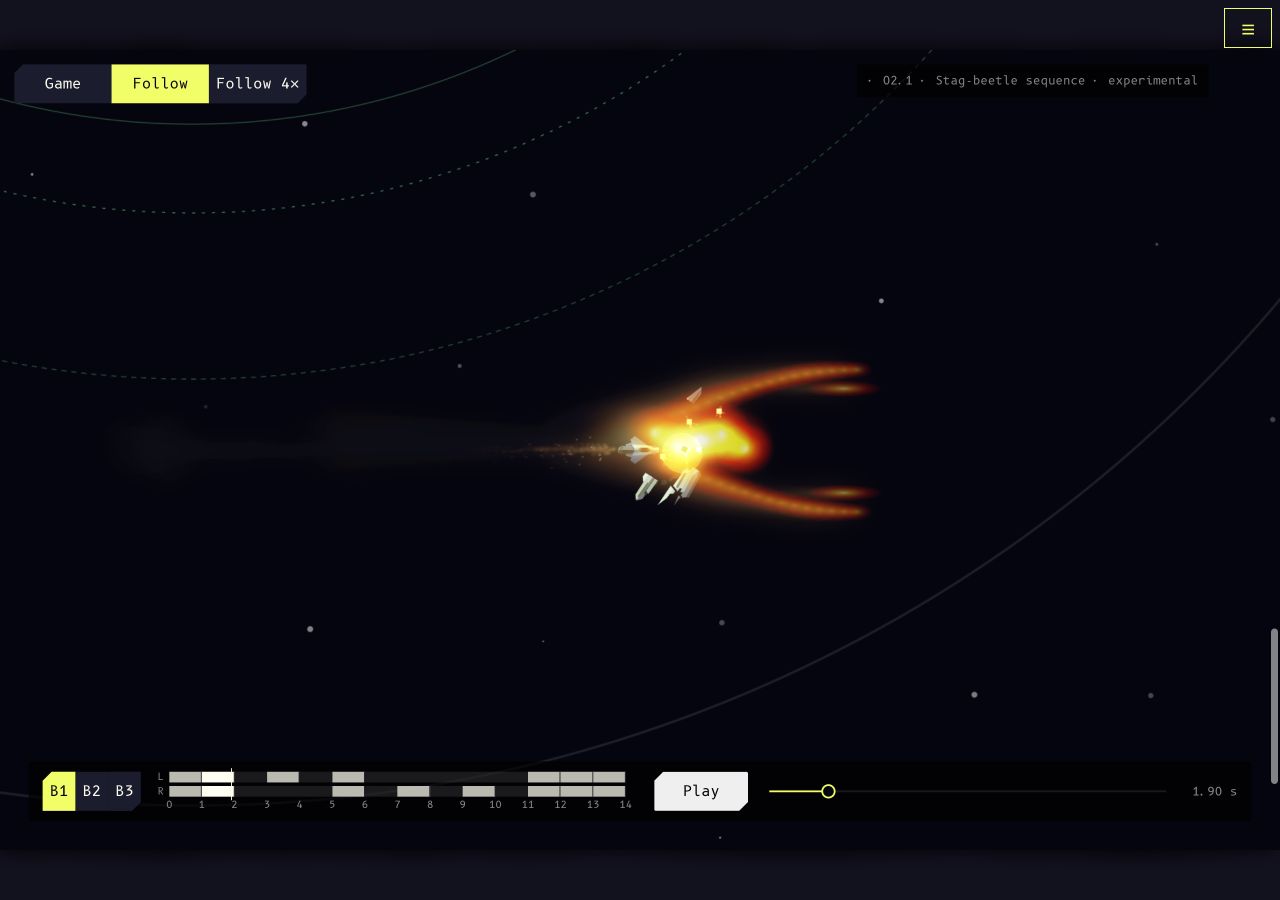 ≡
Game Follow Follow 4×
· 02.1 · Stag-beetle sequence · experimental
B1 B2 B3
L
R
0 1 2 3 4 5 6 7 8 9 10 11 12 13 14
Play
1.90 s